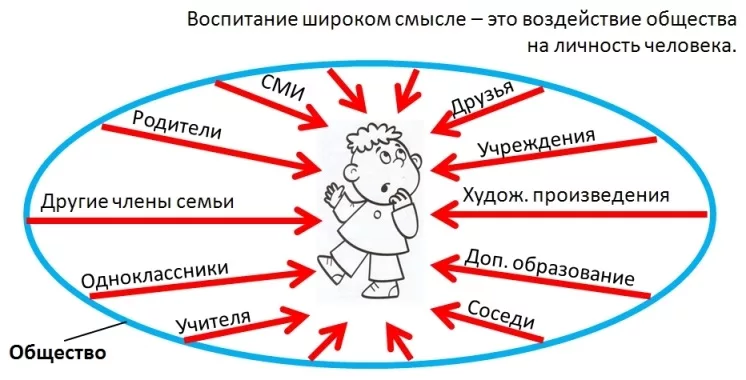 Воспитание широком смысле – это воздействие общества
на личность человека.
СМИ
Друзья
Родители
Учреждения
Другие члены семьи
Худож. произведения
Одноклассники
Доп. образование
Учителя
Соседи
Общество